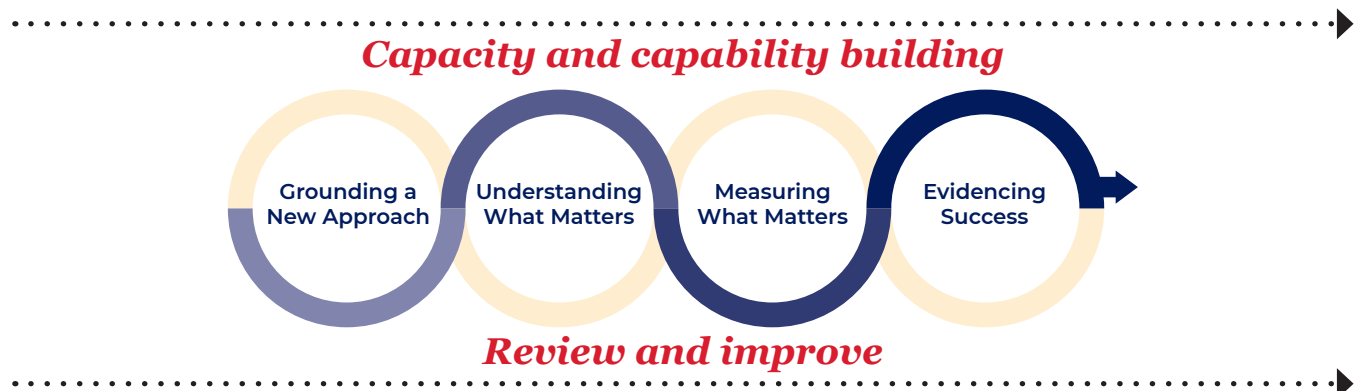 Capacity and capability building
Grounding a
New Approach
Understanding
What Matters
Measuring
What Matters
Evidencing
Success
Review and improve